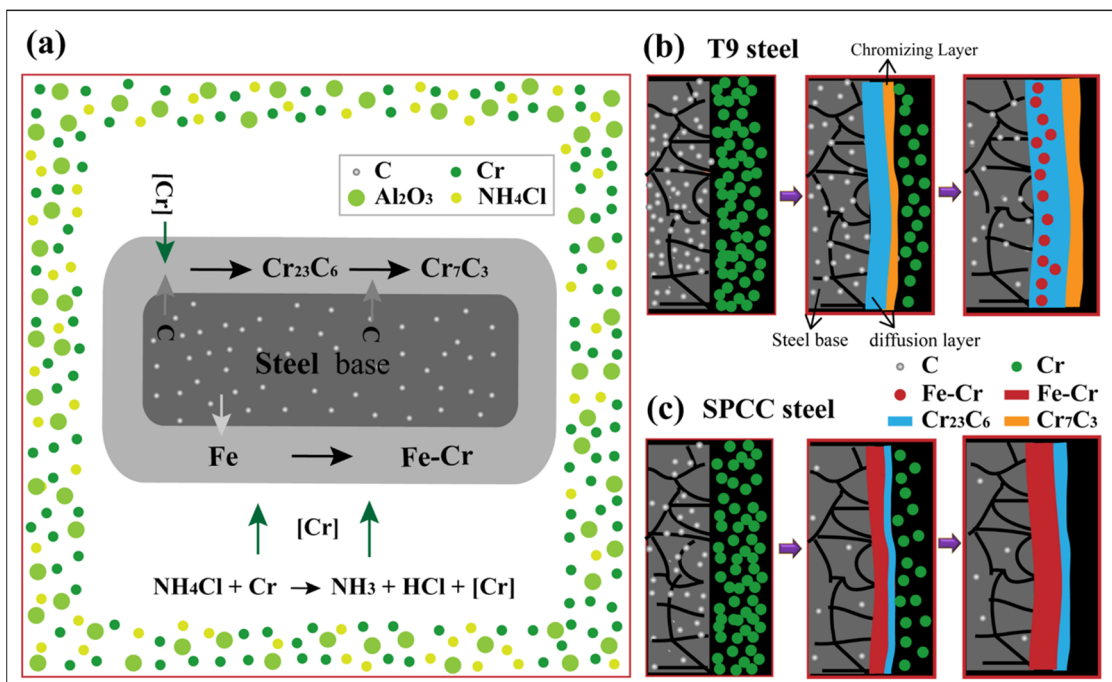 (a)
C
Cr
Al₂O₃
NH₄Cl
[Cr]
Cr₂₃C₆
Cr₇C₃
C
C
Steel base
Fe
Fe-Cr
[Cr]
NH₄Cl + Cr → NH₃ + HCl + [Cr]
(b) T9 steel
Chromizing Layer
Steel base
diffusion layer
C
Cr
Fe-Cr
Fe-Cr
Cr₂₃C₆
Cr₇C₃
(c) SPCC steel